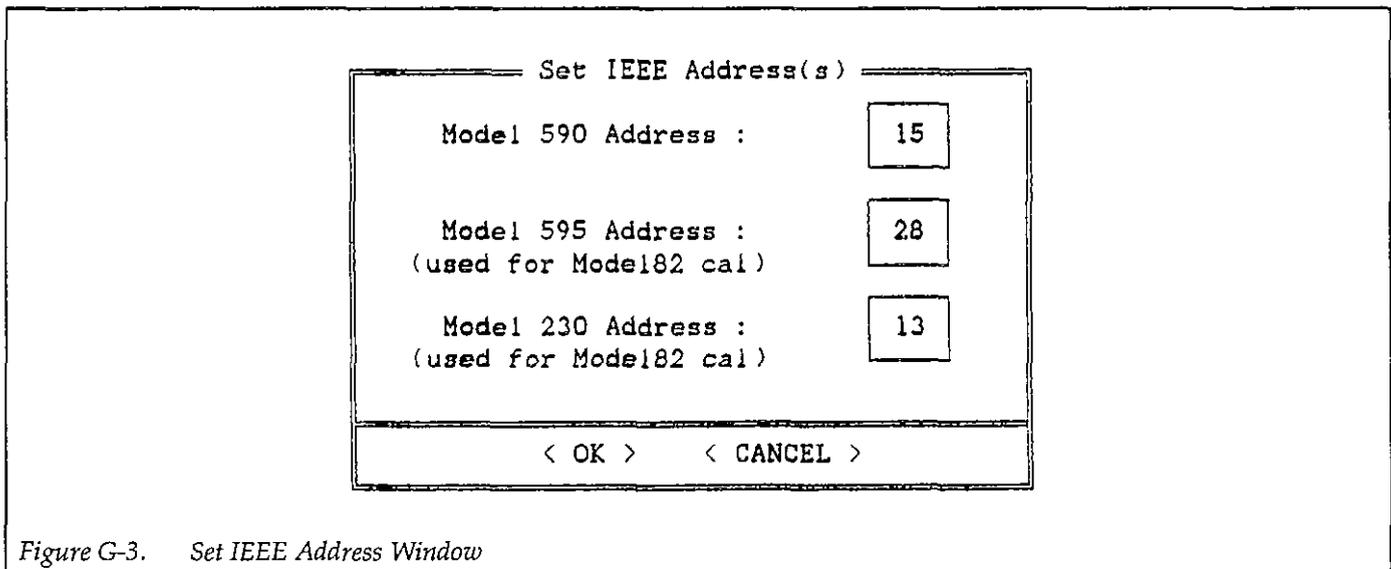 Set IEEE Address(s)
Model 590 Address : 15
Model 595 Address : 28
(used for Model82 cal)
Model 230 Address : 13
(used for Model82 cal)
< OK > < CANCEL >
Figure G-3. Set IEEE Address Window